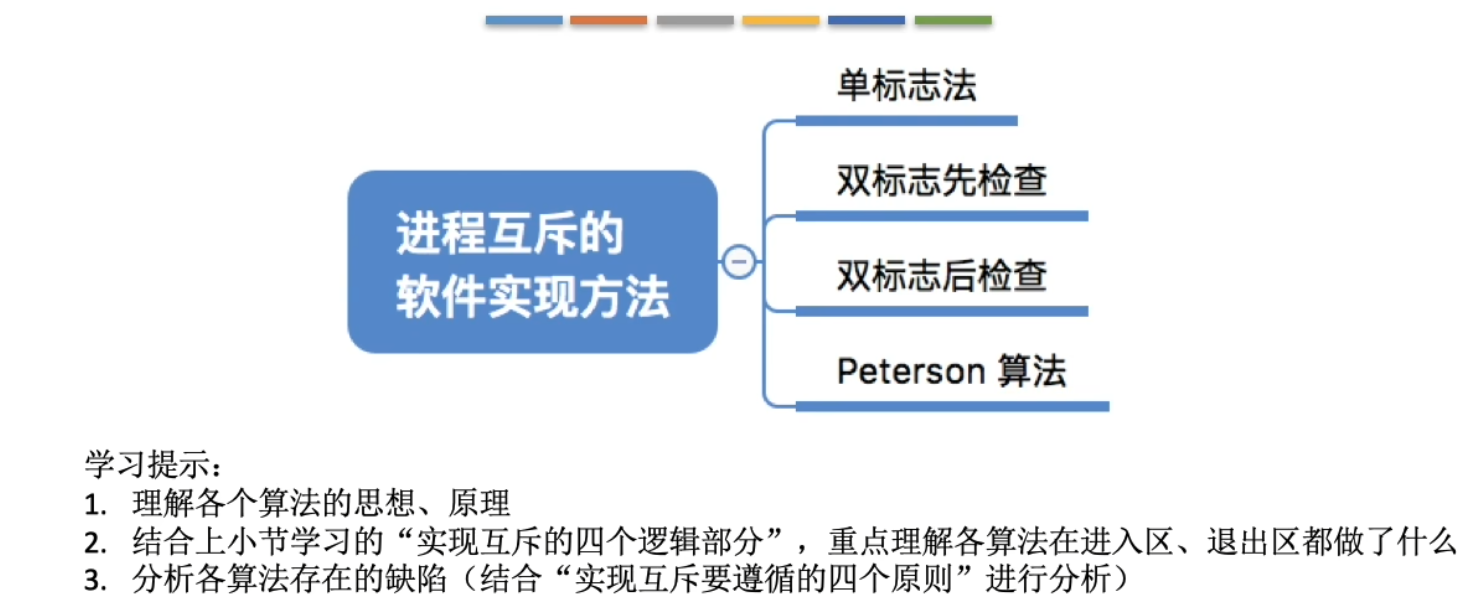 单标志法
双标志先检查
进程互斥的
软件实现方法
双标志后检查
Peterson 算法
学习提示：
1. 理解各个算法的思想、原理
2. 结合上小节学习的“实现互斥的四个逻辑部分”，重点理解各算法在进入区、退出区都做了什么
3. 分析各算法存在的缺陷（结合“实现互斥要遵循的四个原则”进行分析）